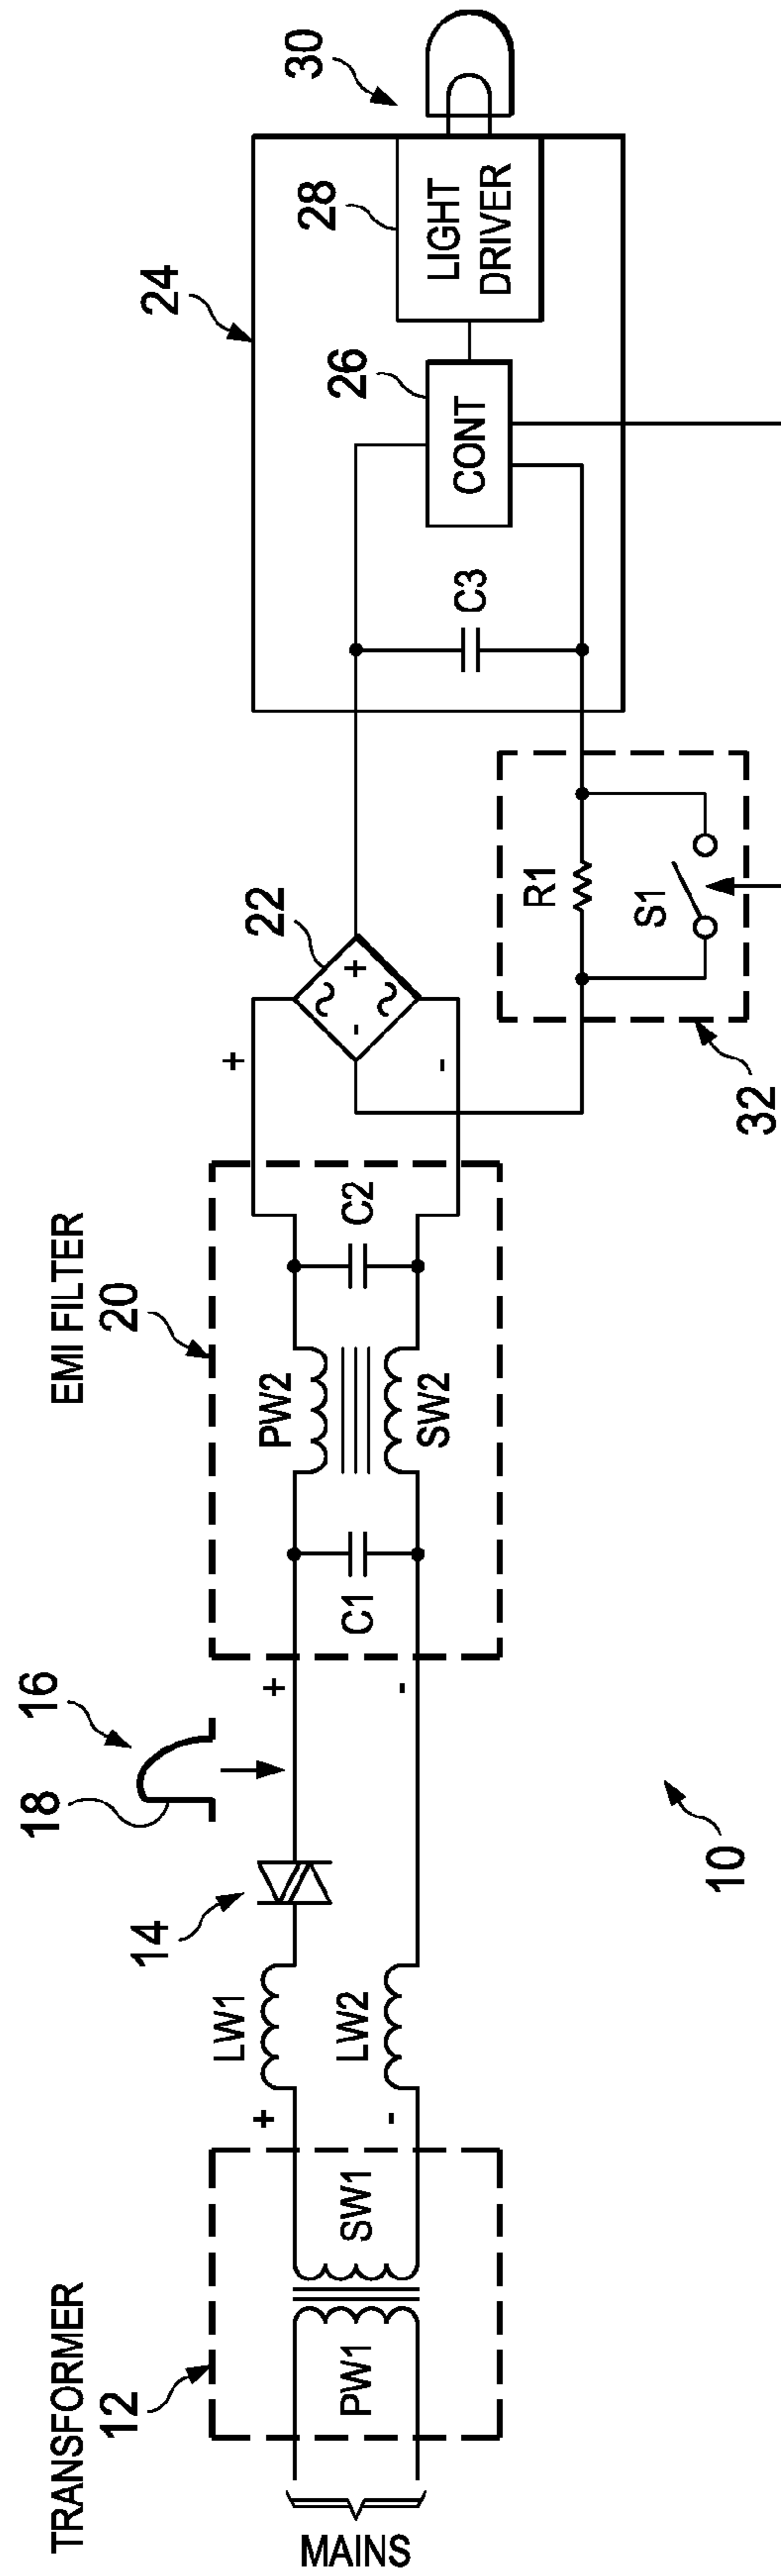 TRANSFORMER
12
MAINS
PW1
SW1
+
-
LW1
LW2
14
18
16
+
-
10
EMI FILTER
20
C1
PW2
SW2
C2
+
-
22
~
~
+
-
32
R1
S1
24
C3
26
CONT
28
LIGHT
DRIVER
30